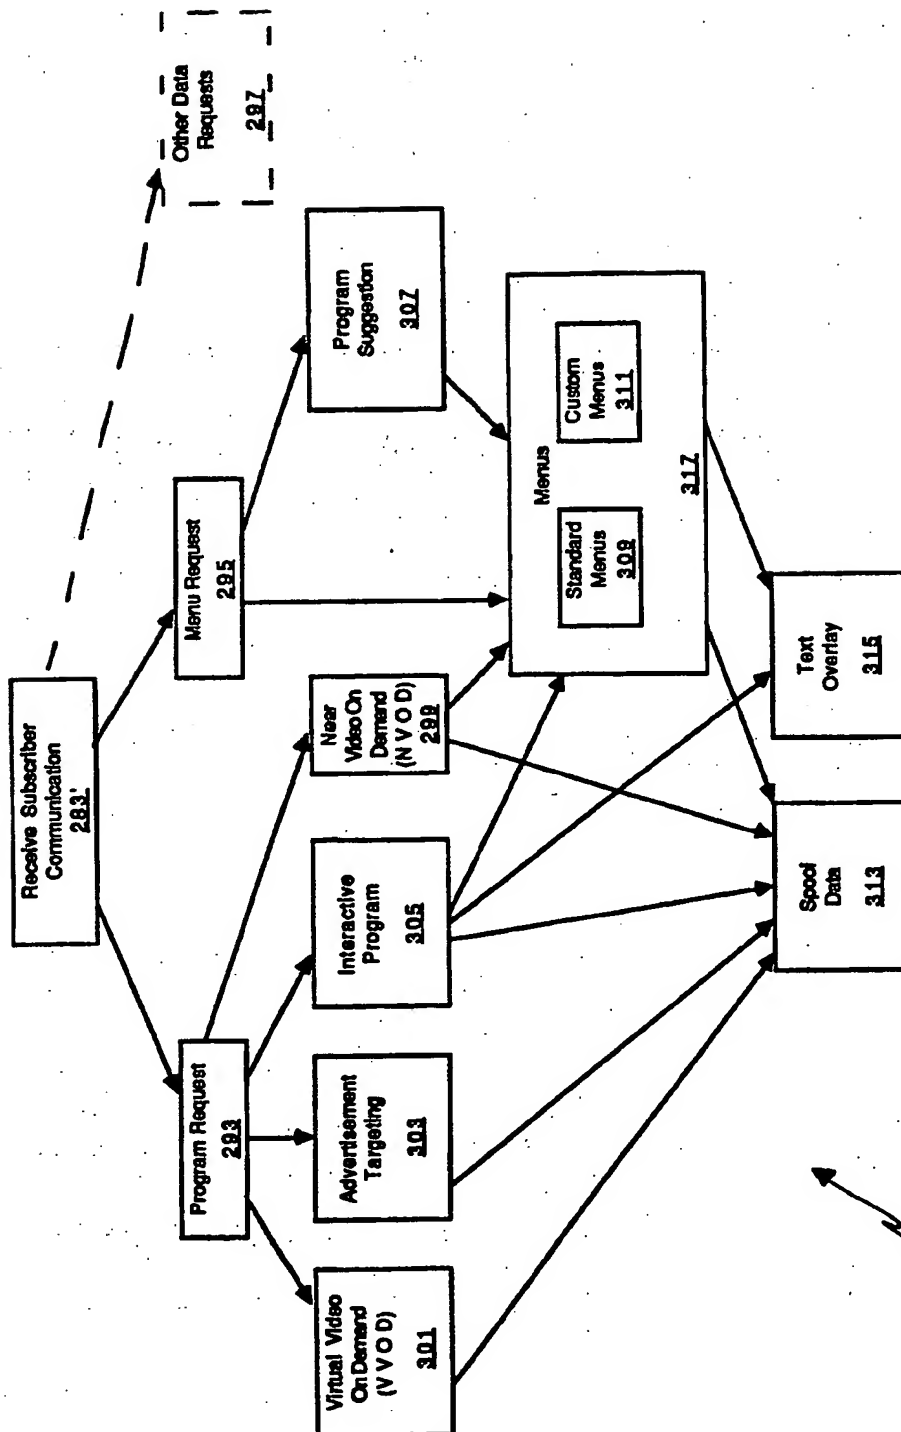 Receive Subscriber
Communication
283'
Other Data
Requests
297
Program Request
293
Menu Request
295
Virtual Video
On Demand
(V V O D)
301
Advertisement
Targeting
303
Interactive
Program
305
Near
Video On
Demand
(N V O D)
299
Program
Suggestion
307
Menus
Standard
Menus
309
Custom
Menus
311
317
Spool
Data
313
Text
Overlay
315